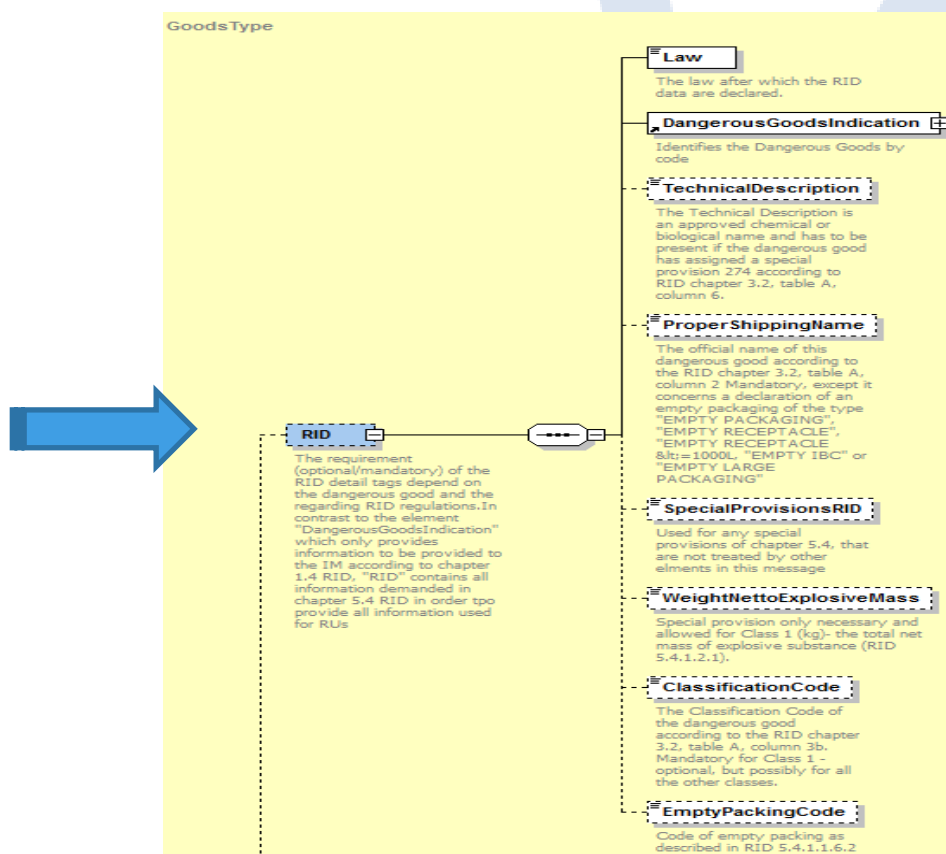 GoodsType
Law
The law after which the RID
data are declared.
DangerousGoodsIndication
Identifies the Dangerous Goods by
code
TechnicalDescription
The Technical Description is
an approved chemical or
biological name and has to be
present if the dangerous good
has assigned a special
provision 274 according to
RID chapter 3.2, table A,
column 6.
ProperShippingName
The official name of this
dangerous good according to
the RID chapter 3.2, table A,
column 2 Mandatory, except it
concerns a declaration of an
empty packaging of the type
"EMPTY PACKAGING",
"EMPTY RECEPTACLE",
"EMPTY RECEPTACLE
&lt;=1000L, "EMPTY IBC" or
"EMPTY LARGE
PACKAGING"
RID
The requirement
(optional/mandatory) of the
RID detail tags depend on
the dangerous good and the
regarding RID regulations.In
contrast to the element
"DangerousGoodsIndication"
which only provides
information to be provided to
the IM according to chapter
1.4 RID, "RID" contains all
information demanded in
chapter 5.4 RID in order tpo
provide all information used
for RUs
SpecialProvisionsRID
Used for any special
provisions of chapter 5.4, that
are not treated by other
elments in this message
WeightNettoExplosiveMass
Special provision only necessary and
allowed for Class 1 (kg)- the total net
mass of explosive substance (RID
5.4.1.2.1).
ClassificationCode
The Classification Code of
the dangerous good
according to the RID chapter
3.2, table A, column 3b.
Mandatory for Class 1 -
optional, but possibly for all
the other classes.
EmptyPackingCode
Code of empty packing as
described in RID 5.4.1.1.6.2